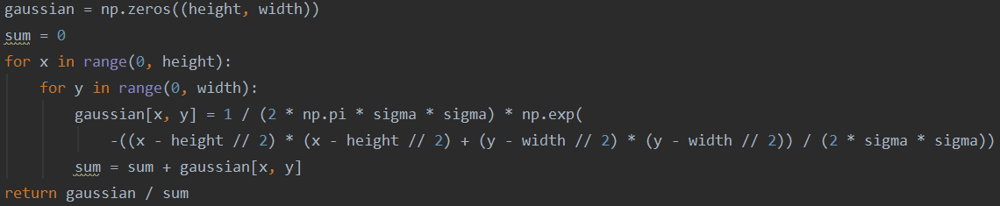 gaussian = np.zeros((height, width))
sum = 0
for x in range(0, height):
    for y in range(0, width):
        gaussian[x, y] = 1 / (2 * np.pi * sigma * sigma) * np.exp(
            -((x - height // 2) * (x - height // 2) + (y - width // 2) * (y - width // 2)) / (2 * sigma * sigma))
        sum = sum + gaussian[x, y]
return gaussian / sum